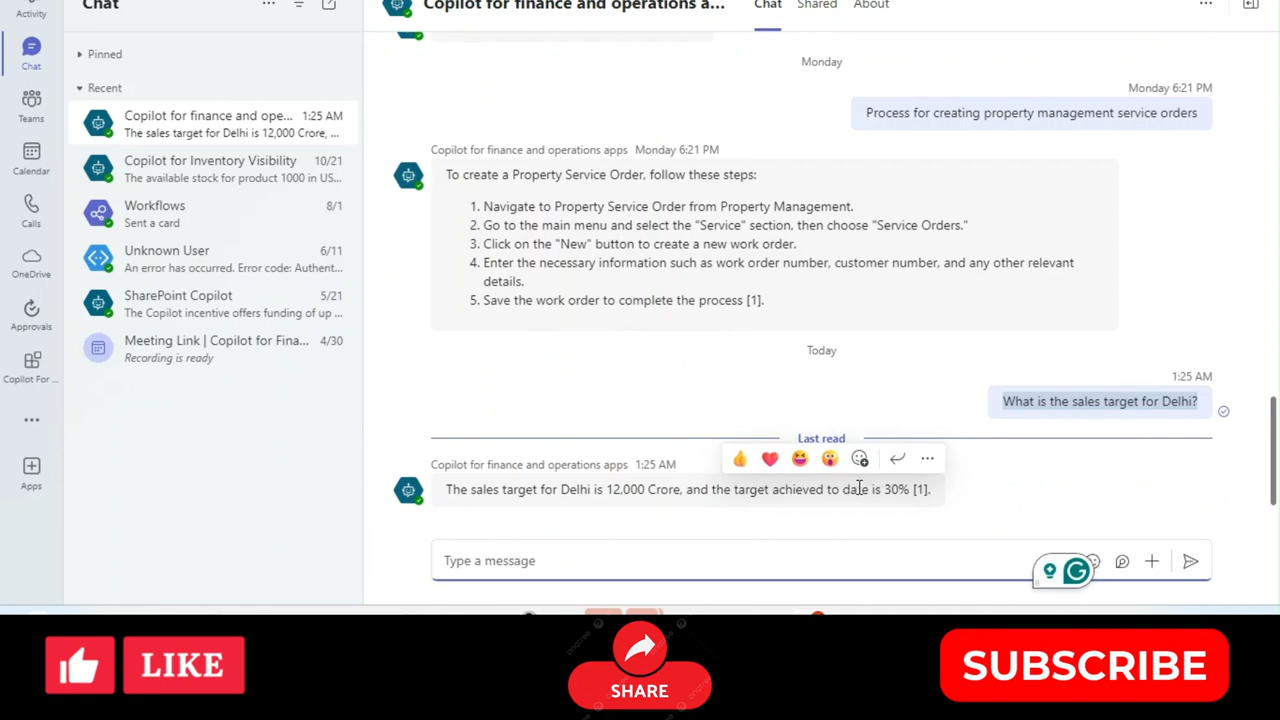 Activity
Chat
Teams
Calendar
Calls
OneDrive
Approvals
Copilot For ...
Apps
Chat
Pinned
Recent
Copilot for finance and ope... 1:25 AM
The sales target for Delhi is 12,000 Crore, ...
Copilot for Inventory Visibility 10/21
The available stock for product 1000 in US...
Workflows 8/1
Sent a card
Unknown User 6/11
An error has occurred. Error code: Authent...
SharePoint Copilot 5/21
The Copilot incentive offers funding of up ...
Meeting Link | Copilot for Fina... 4/30
Recording is ready
Copilot for finance and operations a... Chat Shared About
Monday
Monday 6:21 PM
Process for creating property management service orders
Copilot for finance and operations apps Monday 6:21 PM
To create a Property Service Order, follow these steps:
1. Navigate to Property Service Order from Property Management.
2. Go to the main menu and select the "Service" section, then choose "Service Orders."
3. Click on the "New" button to create a new work order.
4. Enter the necessary information such as work order number, customer number, and any other relevant
details.
5. Save the work order to complete the process [1].
Today
1:25 AM
What is the sales target for Delhi?
Last read
Copilot for finance and operations apps 1:25 AM
The sales target for Delhi is 12,000 Crore, and the target achieved to date is 30% [1].
Type a message
LIKE
SHARE
SUBSCRIBE